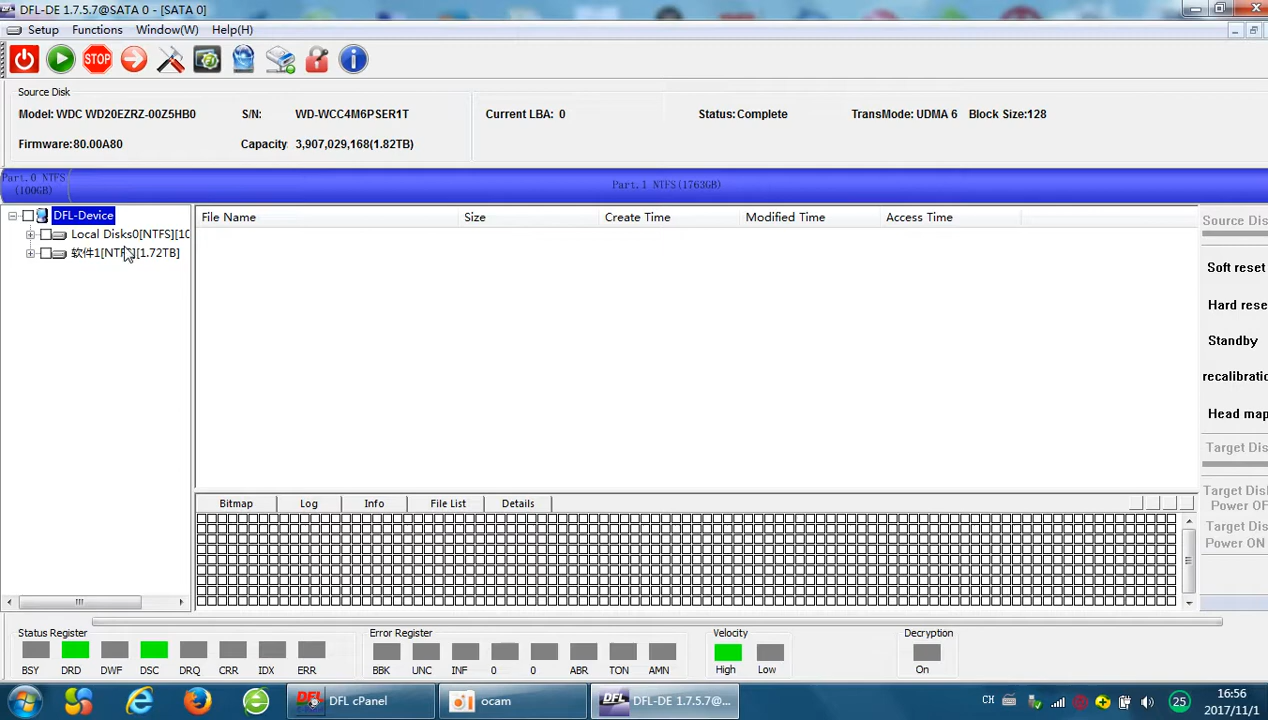 DFL-DE 1.7.5.7@SATA 0 - [SATA 0]
Setup Functions Window(W) Help(H)
STOP
Source Disk
Model: WDC WD20EZRZ-00Z5HB0 S/N: WD-WCC4M6PSER1T Current LBA: 0 Status:Complete TransMode: UDMA 6 Block Size:128
Firmware:80.00A80 Capacity 3,907,029,168(1.82TB)
Part.0 NTFS
(100GB)
Part.1 NTFS(1763GB)
DFL-Device
Local Disks0[NTFS][10
软件1[NTFS][1.72TB]
File Name Size Create Time Modified Time Access Time
Source Dis
Soft reset
Hard rese
Standby
recalibratio
Head map
Target Dis
Target Disl
Power OF
Target Dis
Power ON
Bitmap Log Info File List Details
Status Register Error Register Velocity Decryption
BSY DRD DWF DSC DRQ CRR IDX ERR BBK UNC INF 0 0 ABR TON AMN High Low On
DFL DFL cPanel ocam DFL-DE 1.7.5.7@... CH 25 16:56
2017/11/1